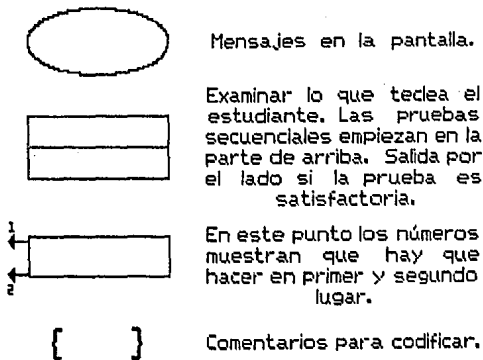 Mensajes en la pantalla.
Examinar lo que teclea el
estudiante. Las pruebas
secuenciales empiezan en la
parte de arriba. Salida por
el lado si la prueba es
satisfactoria.
1
2
En este punto los números
muestran que hay que
hacer en primer y segundo
lugar.
{ }
Comentarios para codificar.